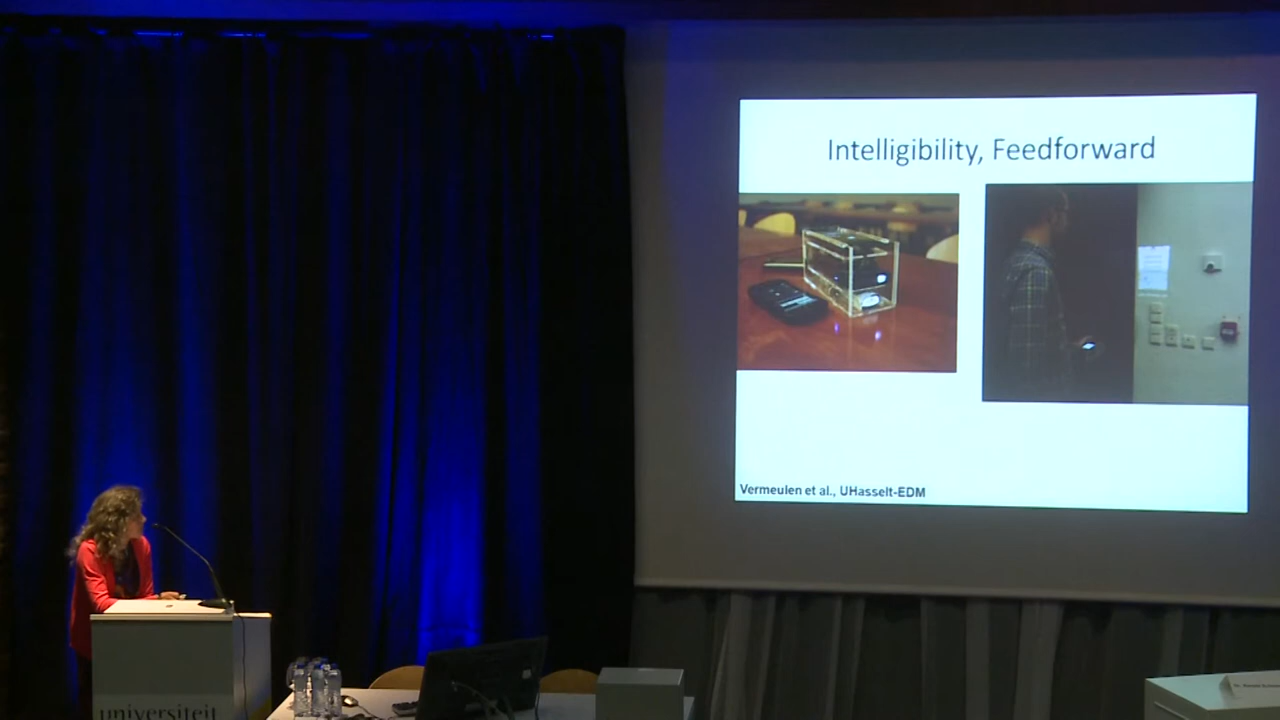 Intelligibility, Feedforward
Vermeulen et al., UHasselt-EDM
universiteit